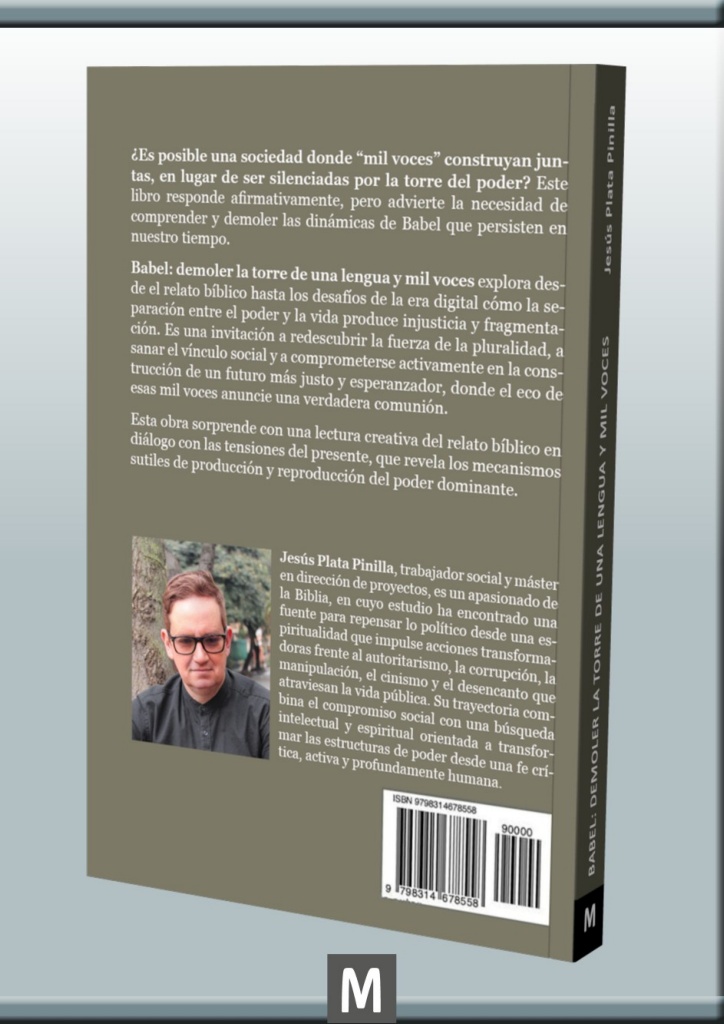 ¿Es posible una sociedad donde “mil voces” construyan jun-
tas, en lugar de ser silenciadas por la torre del poder? Este
libro responde afirmativamente, pero advierte la necesidad de
comprender y demoler las dinámicas de Babel que persisten en
nuestro tiempo.
Babel: demoler la torre de una lengua y mil voces explora des-
de el relato bíblico hasta los desafíos de la era digital cómo la se-
paración entre el poder y la vida produce injusticia y fragmenta-
ción. Es una invitación a redescubrir la fuerza de la pluralidad, a
sanar el vínculo social y a comprometerse activamente en la cons-
trucción de un futuro más justo y esperanzador, donde el eco de
esas mil voces anuncie una verdadera comunión.
Esta obra sorprende con una lectura creativa del relato bíblico en
diálogo con las tensiones del presente, que revela los mecanismos
sutiles de producción y reproducción del poder dominante.
Jesús Plata Pinilla, trabajador social y máster
en dirección de proyectos, es un apasionado de
la Biblia, en cuyo estudio ha encontrado una
fuente para repensar lo político desde una es-
piritualidad que impulse acciones transforma-
doras frente al autoritarismo, la corrupción, la
manipulación, el cinismo y el desencanto que
atraviesan la vida pública. Su trayectoria com-
bina el compromiso social con una búsqueda
intelectual y espiritual orientada a transfor-
mar las estructuras de poder desde una fe crí-
tica, activa y profundamente humana.
ISBN 9798314678558
90000
9 798314 678558
Jesús Plata Pinilla
BABEL: DEMOLER LA TORRE DE UNA LENGUA Y MIL VOCES
M
M